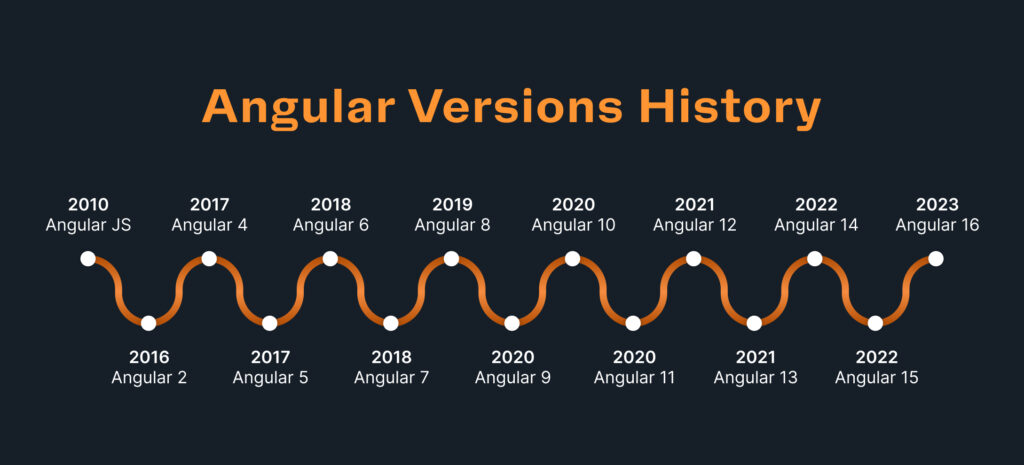 Angular Versions History
2010
Angular JS
2016
Angular 2
2017
Angular 4
2017
Angular 5
2018
Angular 6
2018
Angular 7
2019
Angular 8
2020
Angular 9
2020
Angular 10
2020
Angular 11
2021
Angular 12
2021
Angular 13
2022
Angular 14
2022
Angular 15
2023
Angular 16